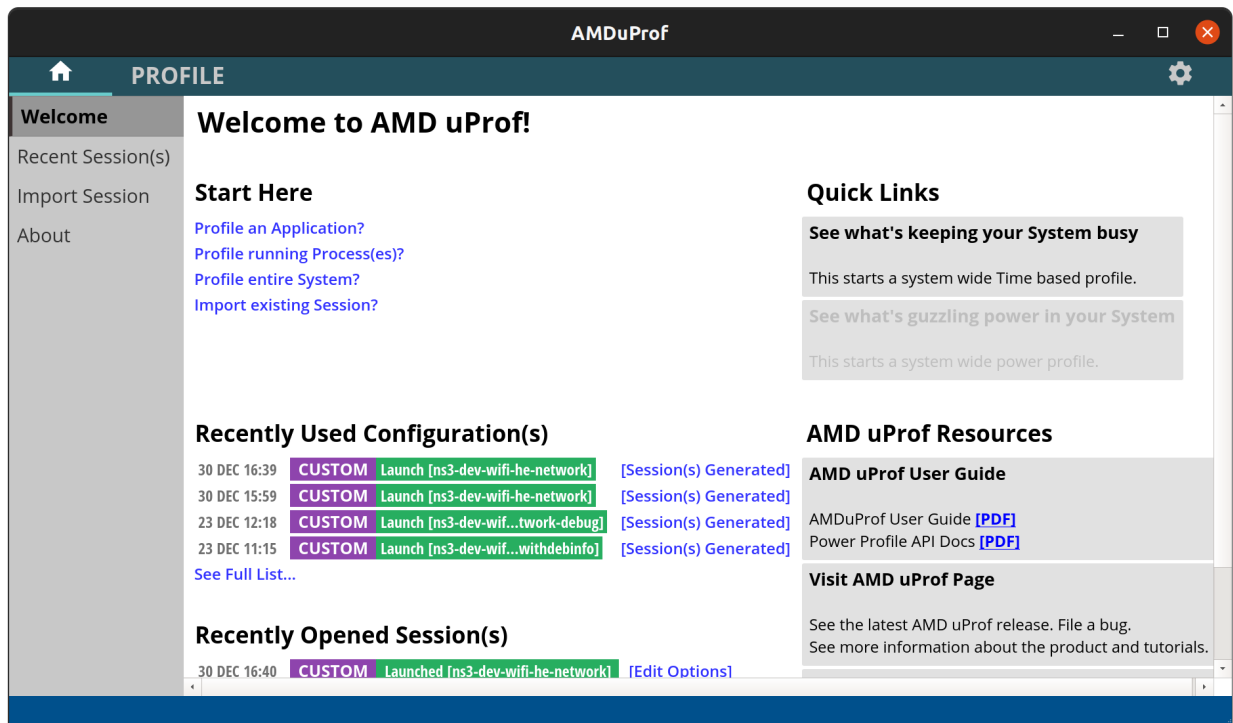 AMDuProf
PROFILE
Welcome
Recent Session(s)
Import Session
About
Welcome to AMD uProf!
Start Here
Profile an Application?
Profile running Process(es)?
Profile entire System?
Import existing Session?
Quick Links
See what's keeping your System busy
This starts a system wide Time based profile.
See what's guzzling power in your System
This starts a system wide power profile.
Recently Used Configuration(s)
30 DEC 16:39 CUSTOM Launch [ns3-dev-wifi-he-network] [Session(s) Generated]
30 DEC 15:59 CUSTOM Launch [ns3-dev-wifi-he-network] [Session(s) Generated]
23 DEC 12:18 CUSTOM Launch [ns3-dev-wif...twork-debug] [Session(s) Generated]
23 DEC 11:15 CUSTOM Launch [ns3-dev-wif...withdebinfo] [Session(s) Generated]
See Full List...
Recently Opened Session(s)
30 DEC 16:40 CUSTOM Launched [ns3-dev-wifi-he-network] [Edit Options]
AMD uProf Resources
AMD uProf User Guide
AMDuProf User Guide [PDF]
Power Profile API Docs [PDF]
Visit AMD uProf Page
See the latest AMD uProf release. File a bug.
See more information about the product and tutorials.